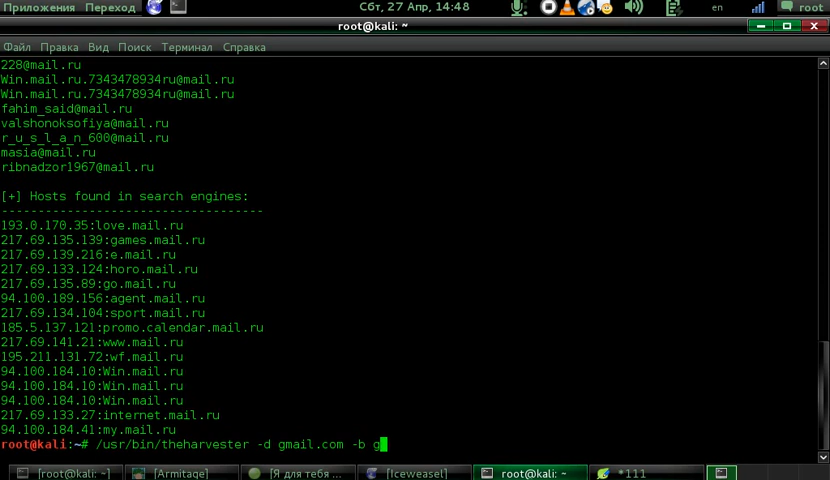 Приложения Переход Сбт, 27 Апр, 14:48 en root
root@kali: ~
Файл Правка Вид Поиск Терминал Справка
228@mail.ru
Win.mail.ru.7343478934ru@mail.ru
Win.mail.ru.7343478934ru@mail.ru
fahim_said@mail.ru
valshonoksofiya@mail.ru
r_u_s_l_a_n_600@mail.ru
masia@mail.ru
ribnadzor1967@mail.ru
[+] Hosts found in search engines:
------------------------------------
193.0.170.35:love.mail.ru
217.69.135.139:games.mail.ru
217.69.139.216:e.mail.ru
217.69.133.124:horo.mail.ru
217.69.135.89:go.mail.ru
94.100.189.156:agent.mail.ru
217.69.134.104:sport.mail.ru
185.5.137.121:promo.calendar.mail.ru
217.69.141.21:www.mail.ru
195.211.131.72:wf.mail.ru
94.100.184.10:Win.mail.ru
94.100.184.10:Win.mail.ru
94.100.184.10:Win.mail.ru
217.69.133.27:internet.mail.ru
94.100.184.41:my.mail.ru
root@kali:~# /usr/bin/theharvester -d gmail.com -b g
[root@kali: ~] [Armitage] [Я для тебя ... [Iceweasel] root@kali: ~ *111